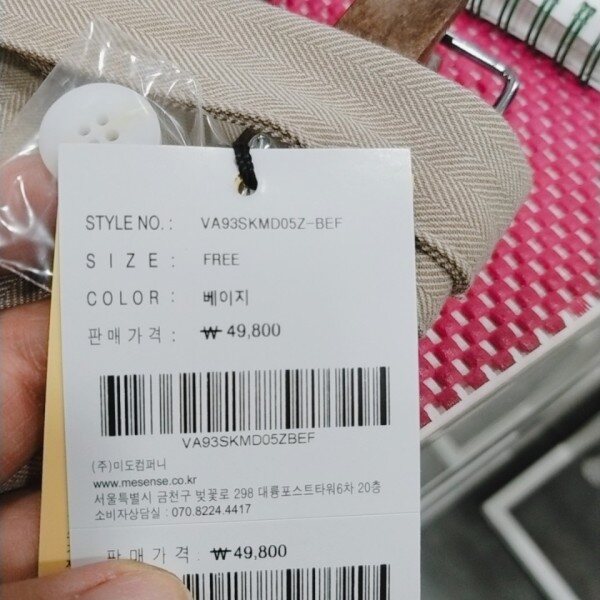 STYLE NO. : VA93SKMD05Z-BEF
SIZE : FREE
COLOR : 베이지
판매가격 : ₩ 49,800
VA93SKMD05ZBEF
(주)미도컴퍼니
www.mesense.co.kr
서울특별시 금천구 벚꽃로 298 대륭포스트타워6차 20층
소비자상담실 : 070.8224.4417
판매가격 : ₩ 49,800